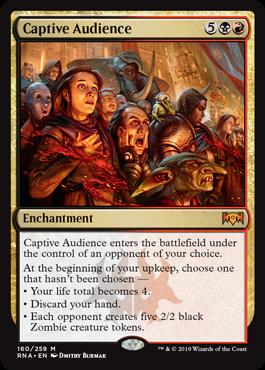 Captive Audience 5
Enchantment
Captive Audience enters the battlefield under
the control of an opponent of your choice.
At the beginning of your upkeep, choose one
that hasn't been chosen —
• Your life total becomes 4.
• Discard your hand.
• Each opponent creates five 2/2 black
Zombie creature tokens.
160/259 M
RNA • EN Dmitry Burmak
™ & © 2019 Wizards of the Coast